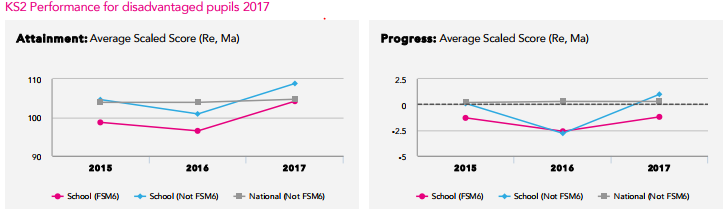 KS2 Performance for disadvantaged pupils 2017
Attainment: Average Scaled Score (Re, Ma)
110
100
90
2015 2016 2017
School (FSM6) School (Not FSM6) National (Not FSM6)
Progress: Average Scaled Score (Re, Ma)
2.5
0
-2.5
-5
2015 2016 2017
School (FSM6) School (Not FSM6) National (Not FSM6)